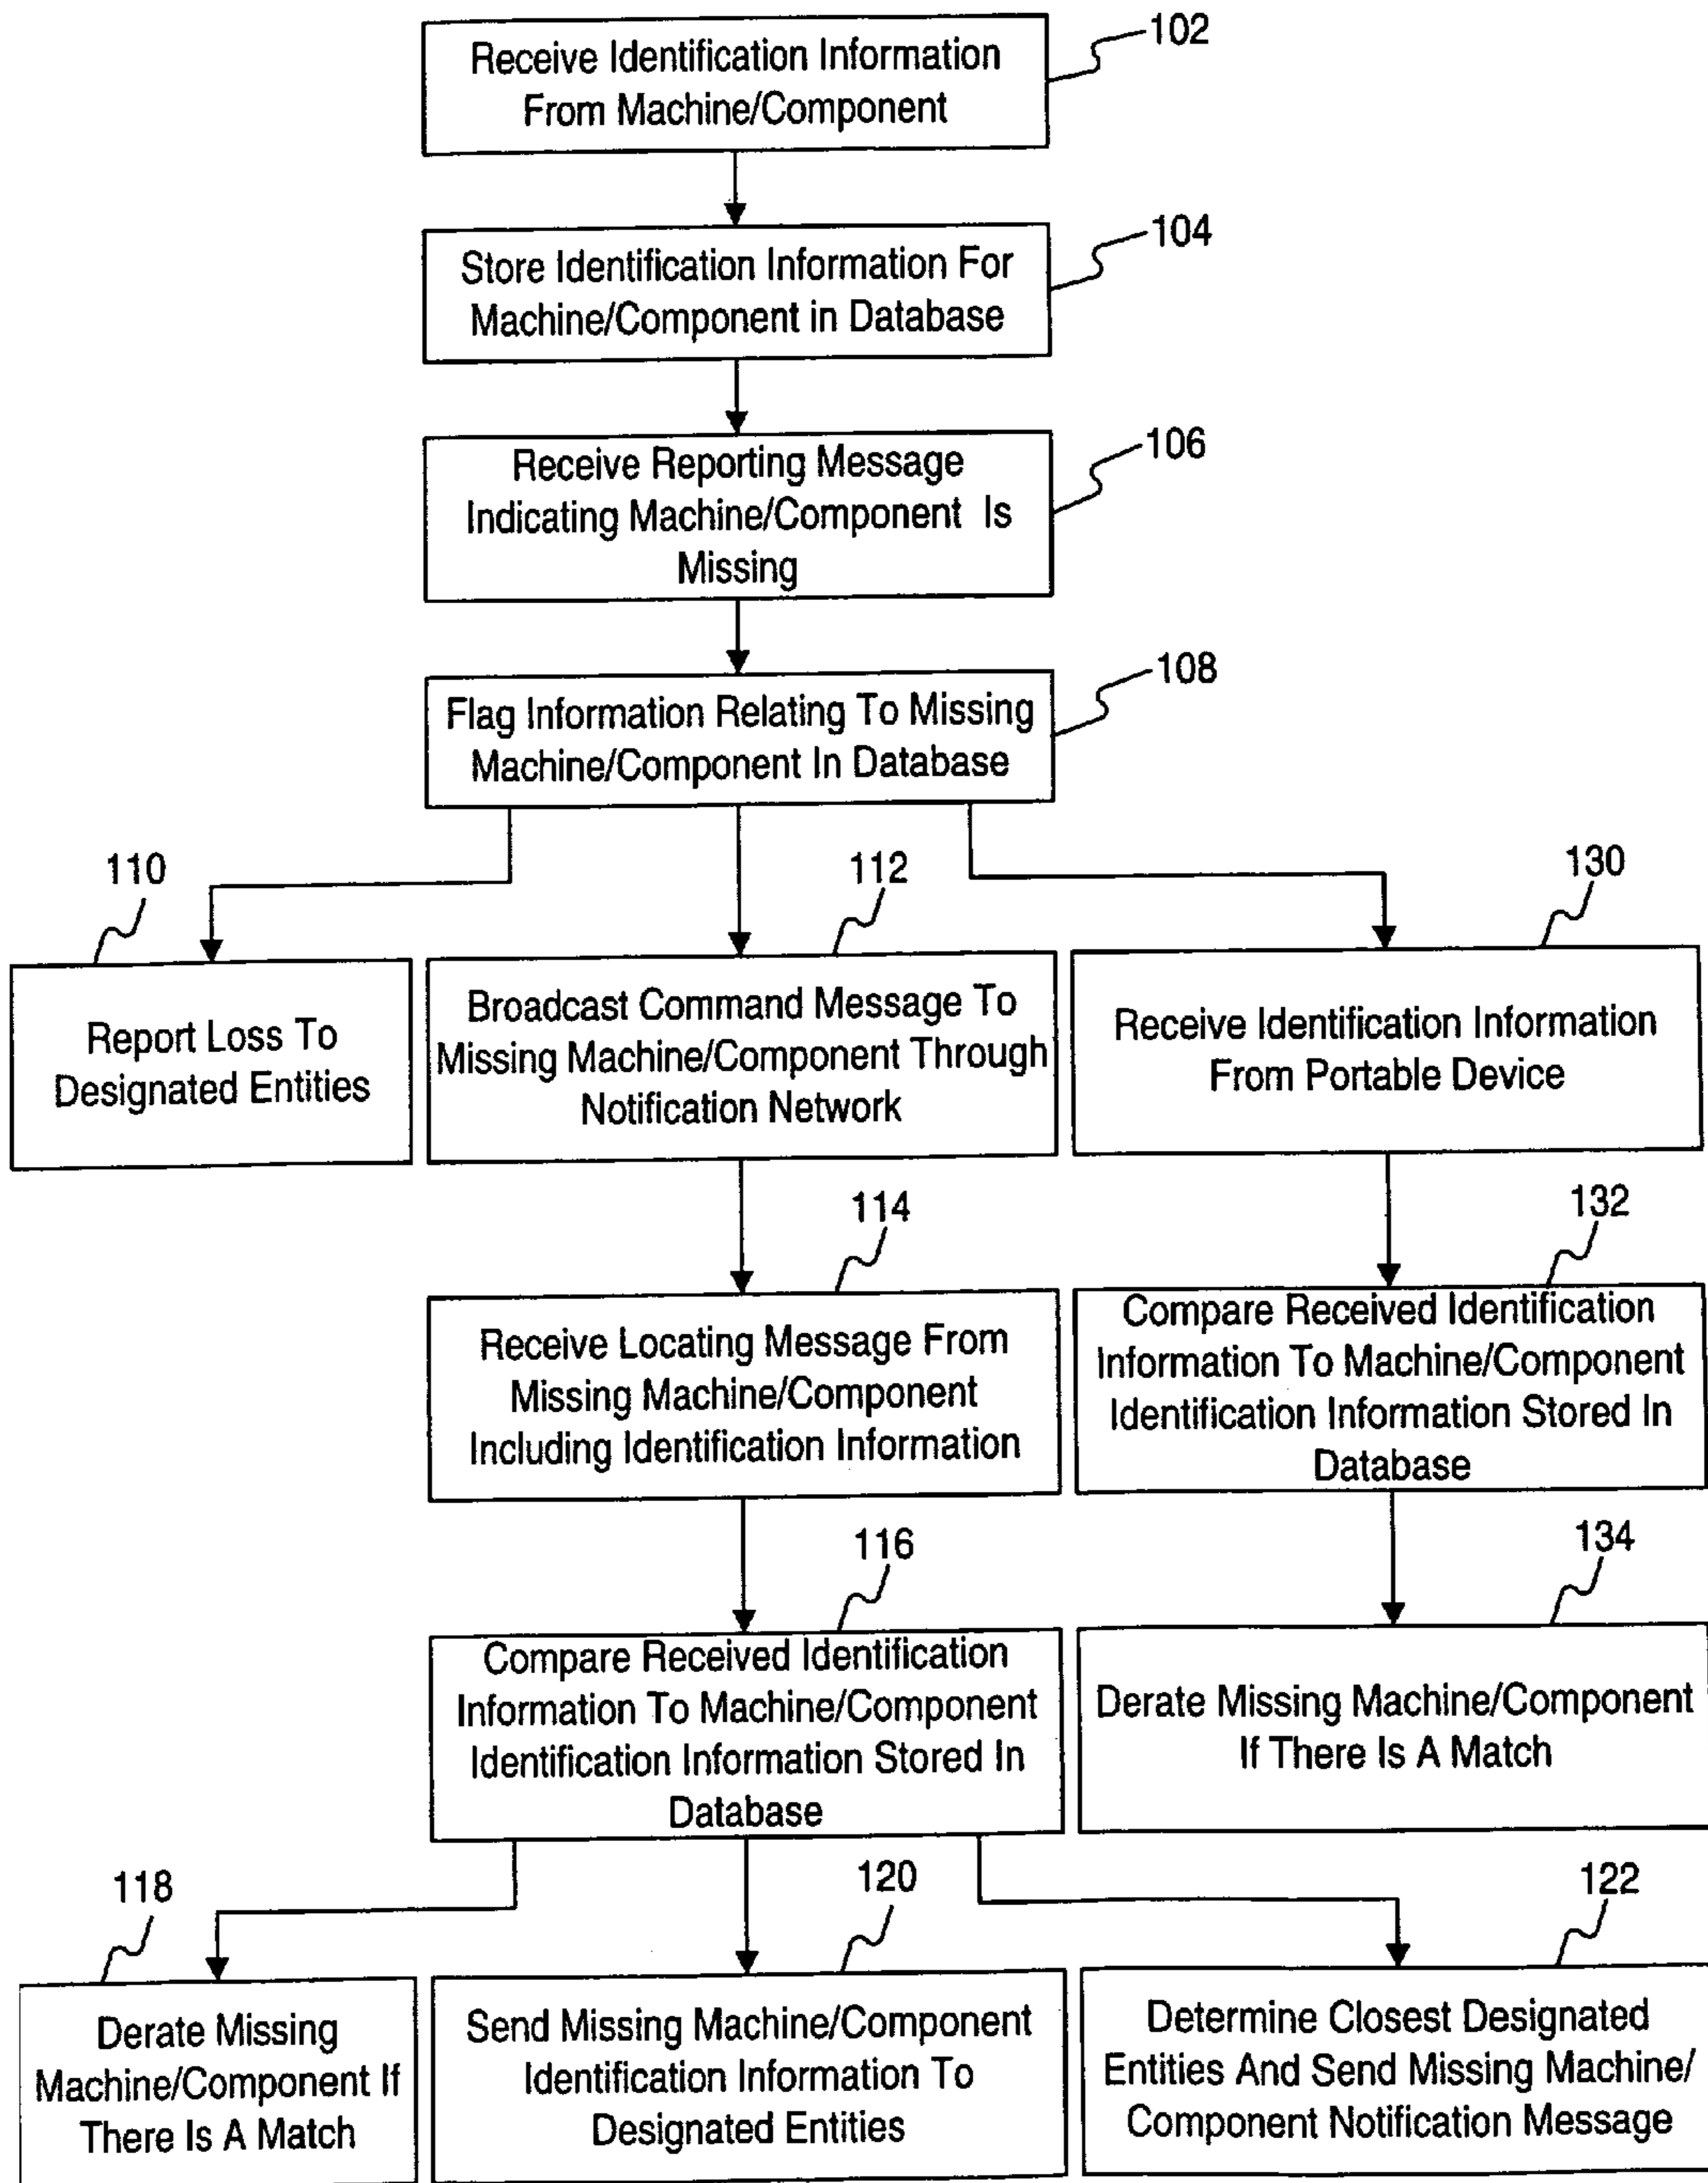 102
Receive Identification Information
From Machine/Component
104
Store Identification Information For
Machine/Component in Database
106
Receive Reporting Message
Indicating Machine/Component Is
Missing
108
Flag Information Relating To Missing
Machine/Component In Database
110
Report Loss To
Designated Entities
112
Broadcast Command Message To
Missing Machine/Component Through
Notification Network
130
Receive Identification Information
From Portable Device
114
Receive Locating Message From
Missing Machine/Component
Including Identification Information
132
Compare Received Identification
Information To Machine/Component
Identification Information Stored In
Database
116
Compare Received Identification
Information To Machine/Component
Identification Information Stored In
Database
134
Derate Missing Machine/Component
If There Is A Match
118
Derate Missing
Machine/Component If
There Is A Match
120
Send Missing Machine/Component
Identification Information To
Designated Entities
122
Determine Closest Designated
Entities And Send Missing Machine/
Component Notification Message